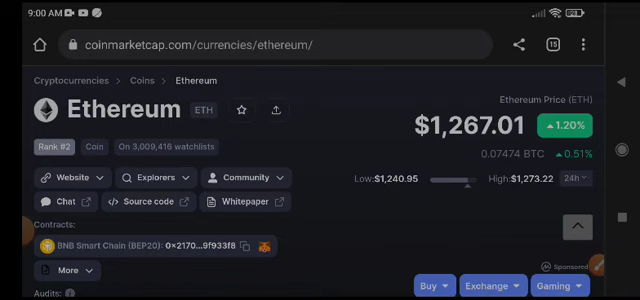 9:00 AM
coinmarketcap.com/currencies/ethereum/
15
Cryptocurrencies > Coins > Ethereum
Ethereum ETH
Ethereum Price (ETH)
$1,267.01 1.20%
Rank #2 Coin On 3,009,416 watchlists
0.07474 BTC 0.51%
Website Explorers Community
Low:$1,240.95 High:$1,273.22 24h
Chat Source code Whitepaper
Contracts:
BNB Smart Chain (BEP20): 0x2170...9f933f8
More
Sponsored
Buy Exchange Gaming
Audits: